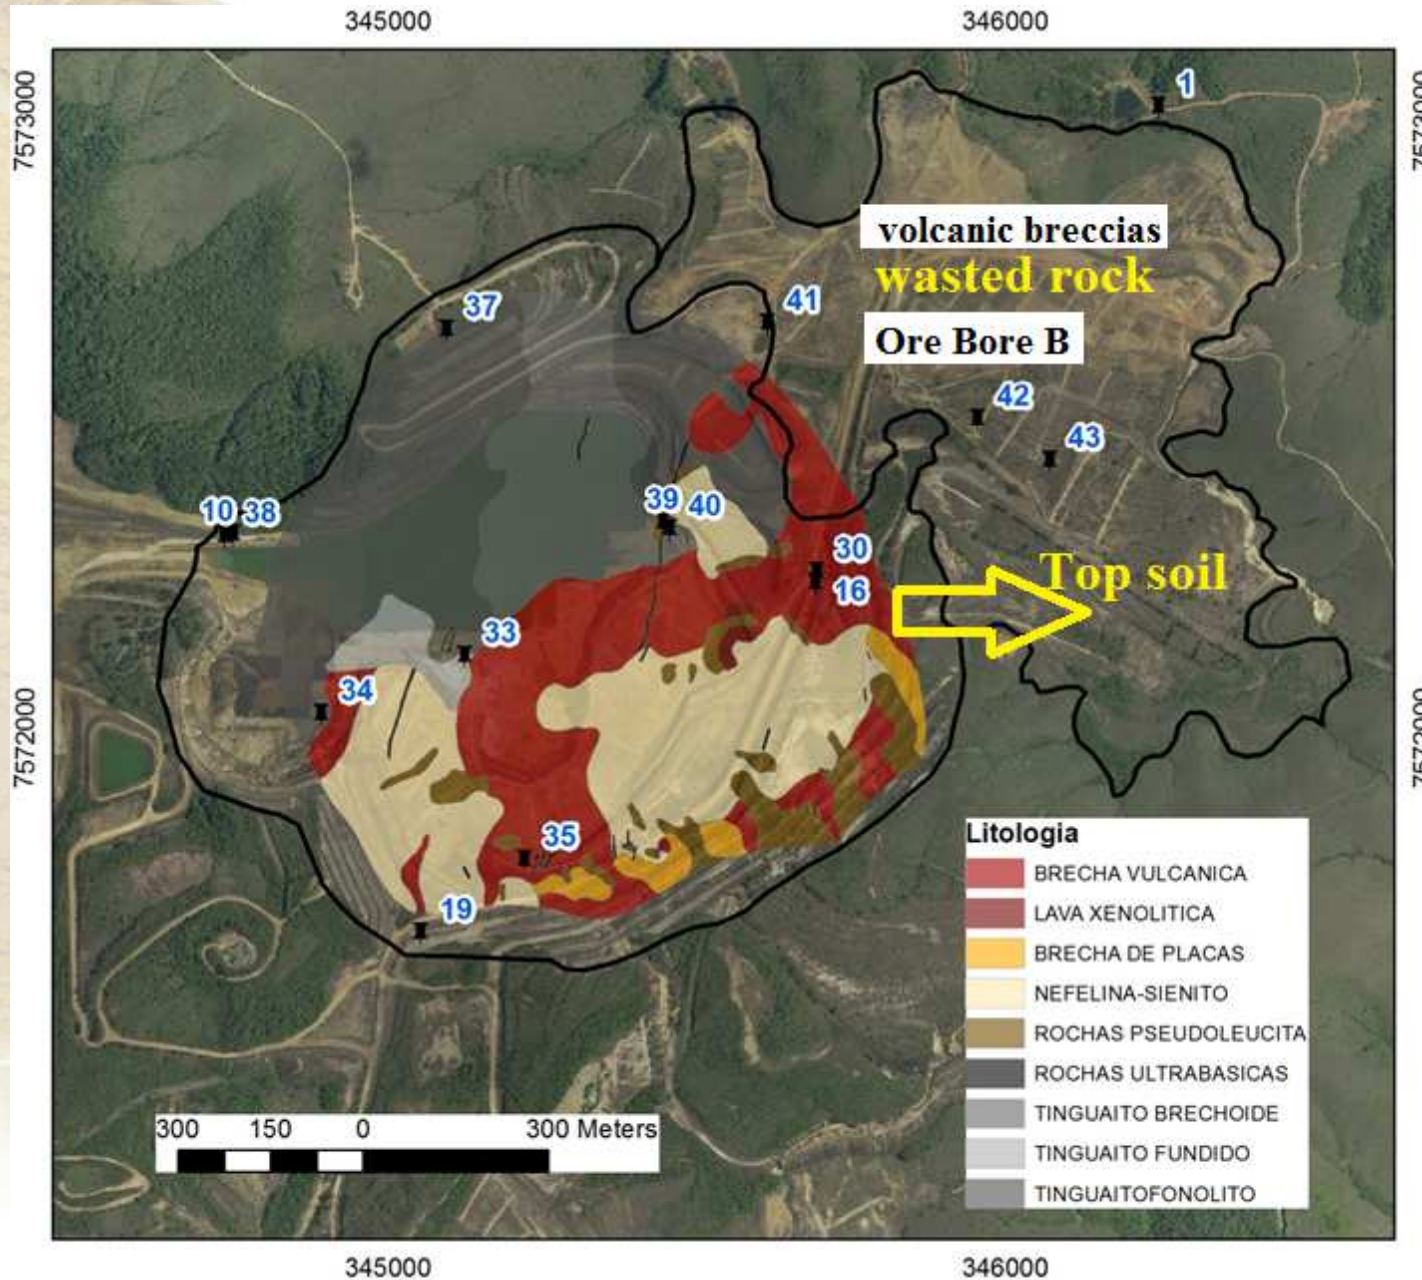 345000
346000
7573000
7573000
1
volcanic breccias
wasted rock
37
41
Ore Bore B
42
43
39
40
10
38
30
Top soil
16
33
34
7572000
7572000
Litologia
35
BRECHA VULCANICA
19
LAVA XENOLITICA
BRECHA DE PLACAS
NEFELINA-SIENITO
ROCHAS PSEUDOLEUCITA
ROCHAS ULTRABASICAS
TINGUAITO BRECHOIDE
300 150 0 300 Meters
TINGUAITO FUNDIDO
TINGUAITOFONOLITO
345000
346000